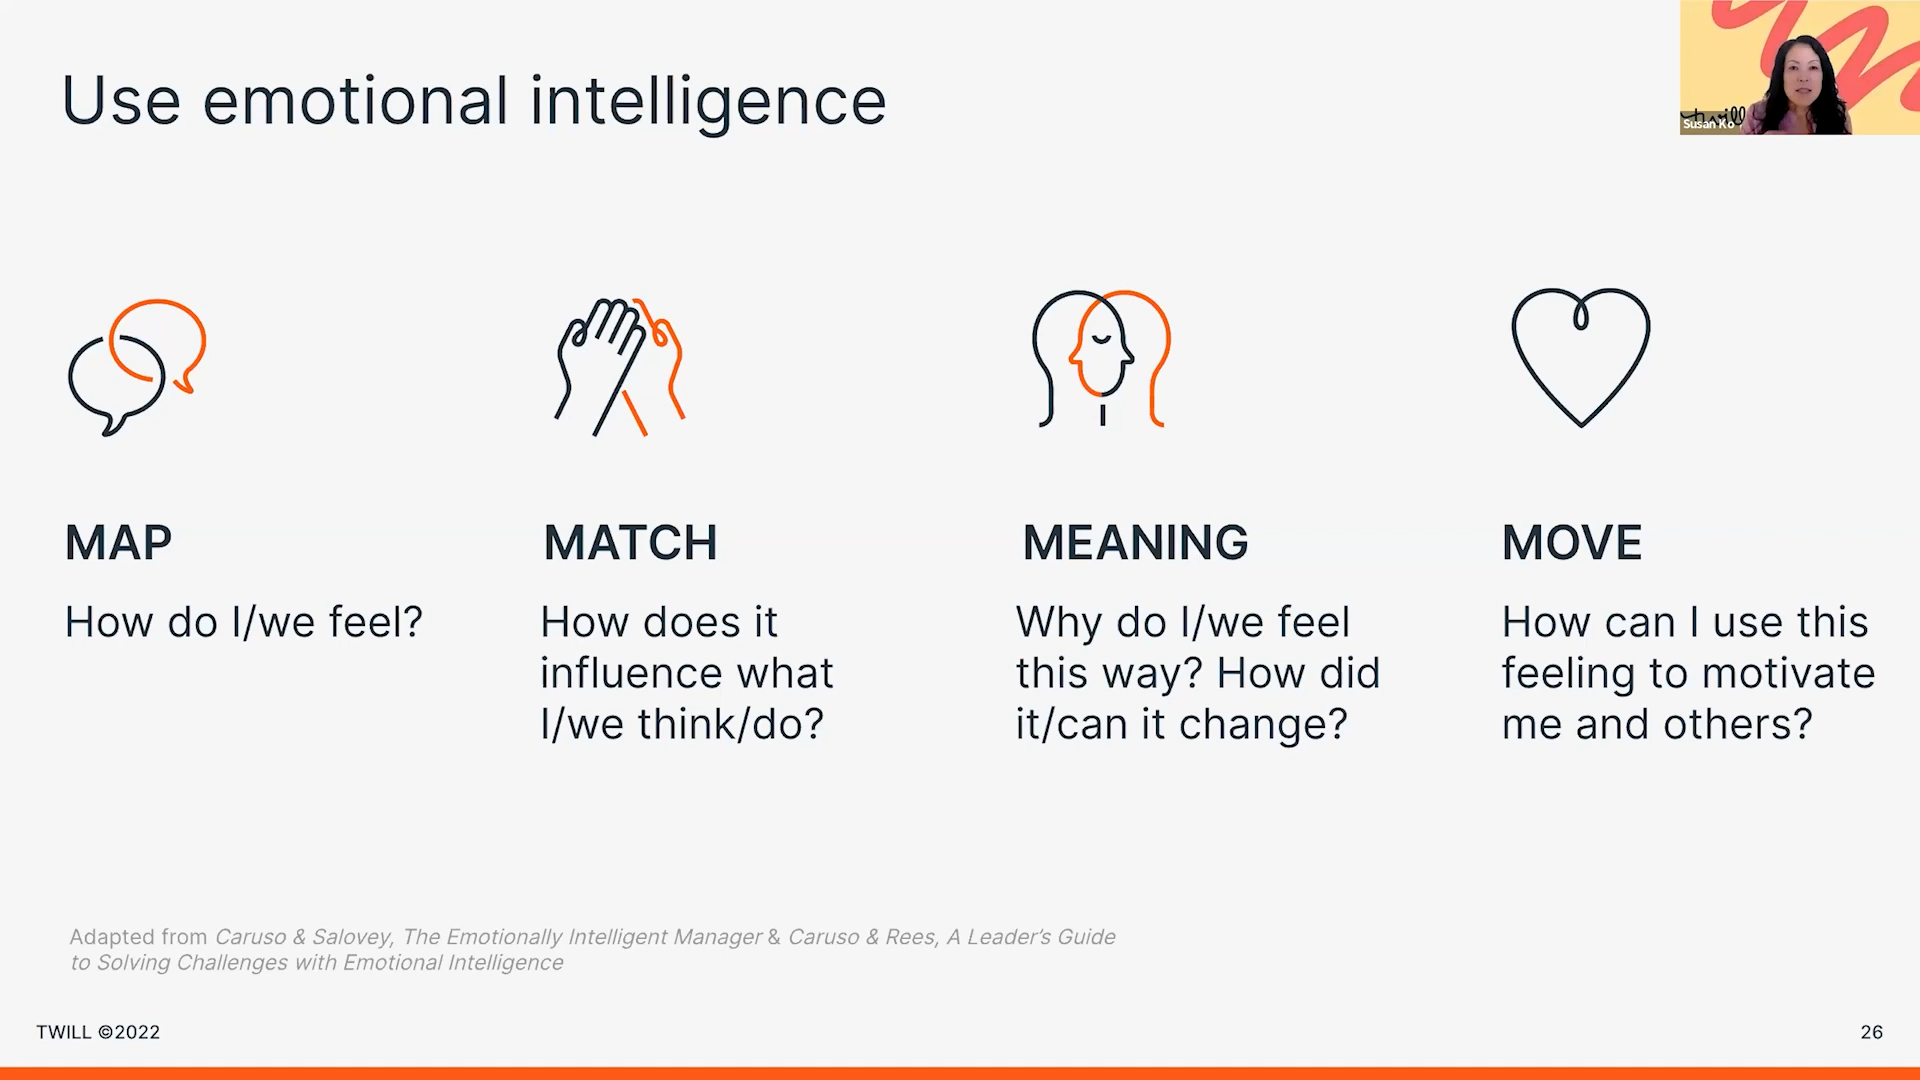 Use emotional intelligence
twill
Susan Ko
MAP
How do I/we feel?
MATCH
How does it
influence what
I/we think/do?
MEANING
Why do I/we feel
this way? How did
it/can it change?
MOVE
How can I use this
feeling to motivate
me and others?
Adapted from Caruso & Salovey, The Emotionally Intelligent Manager & Caruso & Rees, A Leader’s Guide
to Solving Challenges with Emotional Intelligence
TWILL ©2022
26